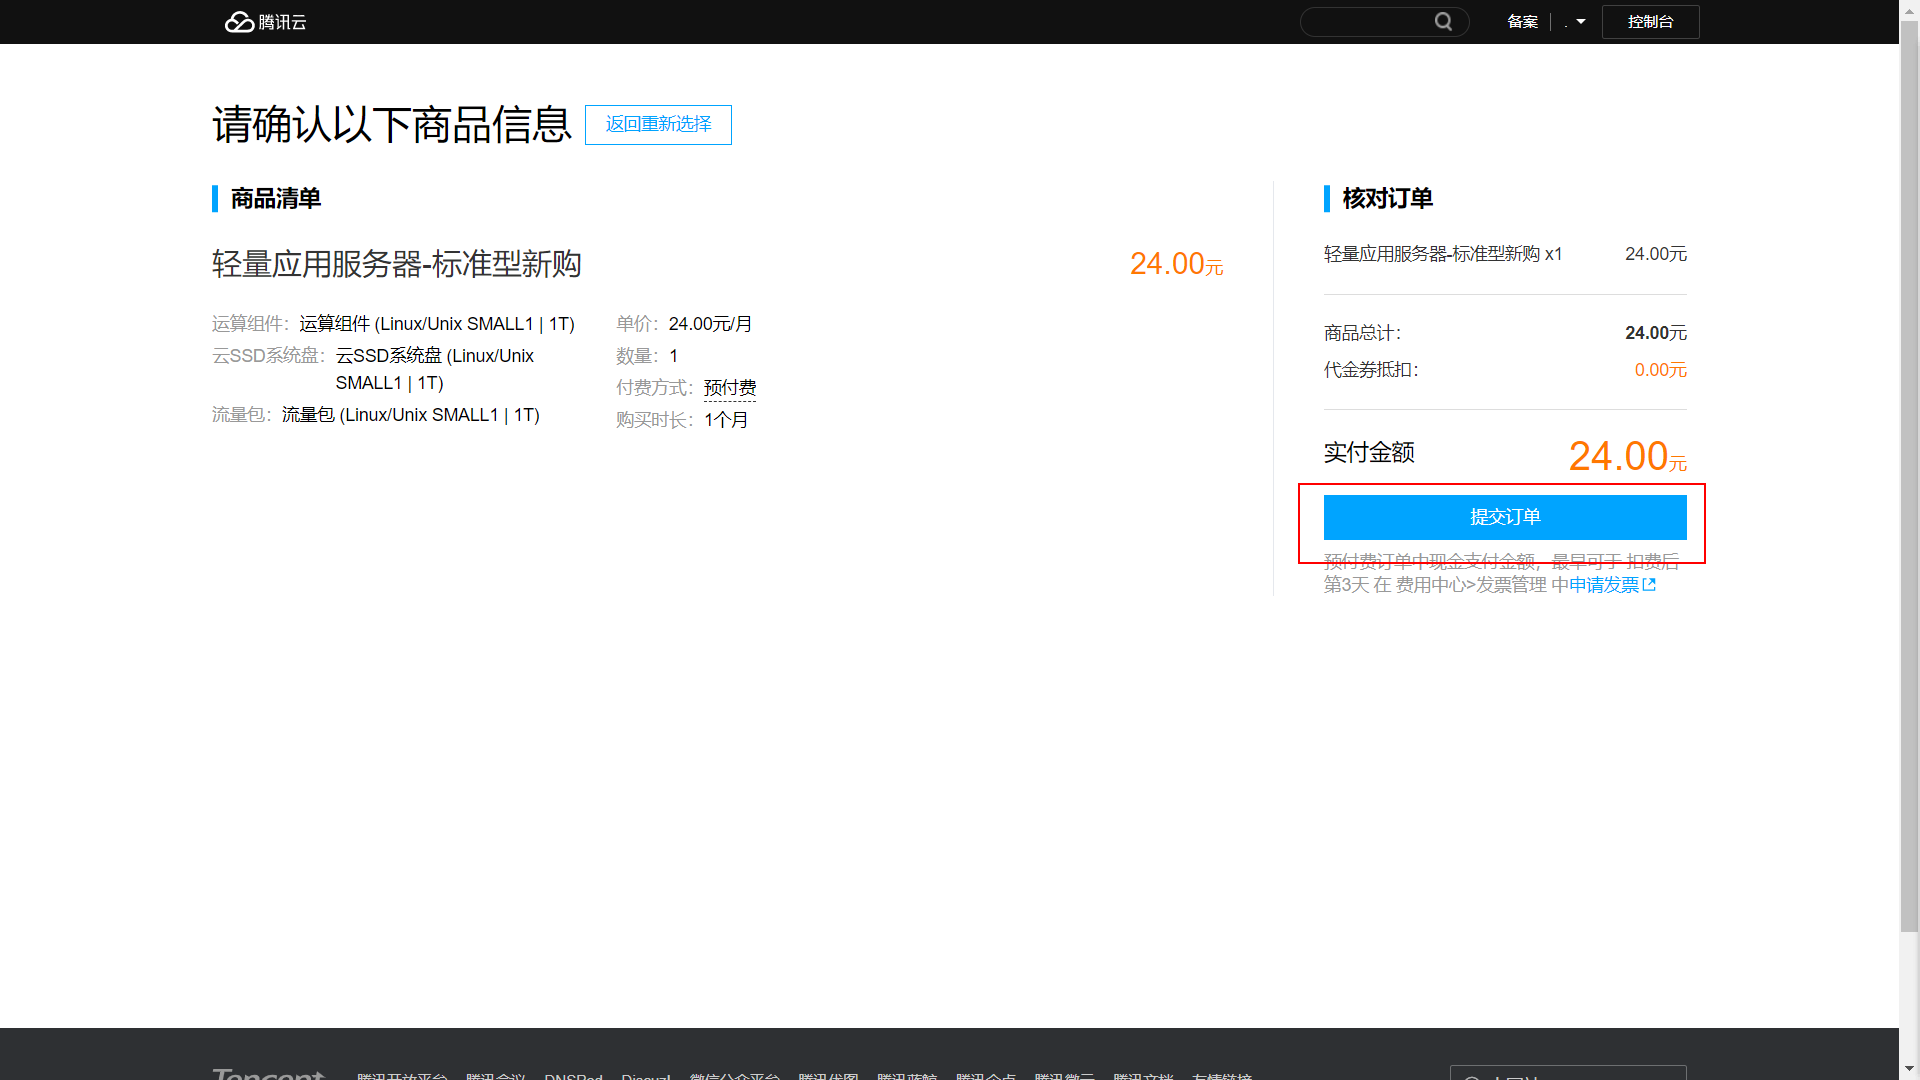 腾讯云
备案
控制台
请确认以下商品信息
返回重新选择
商品清单
轻量应用服务器-标准型新购
24.00元
运算组件：运算组件 (Linux/Unix SMALL1 | 1T)
云SSD系统盘：云SSD系统盘 (Linux/Unix
SMALL1 | 1T)
流量包：流量包 (Linux/Unix SMALL1 | 1T)
单价：24.00元/月
数量：1
付费方式：预付费
购买时长：1个月
核对订单
轻量应用服务器-标准型新购 x1 24.00元
商品总计： 24.00元
代金券抵扣： 0.00元
实付金额 24.00元
提交订单
预付费订单中现金支付金额，最早可于 扣费后
第3天 在 费用中心>发票管理 中申请发票
Tencent 腾讯开放平台 腾讯会议 DNSPod Discuz! 微信公众平台 腾讯优图 腾讯蓝鲸 腾讯企点 腾讯微云 腾讯文档 友情链接